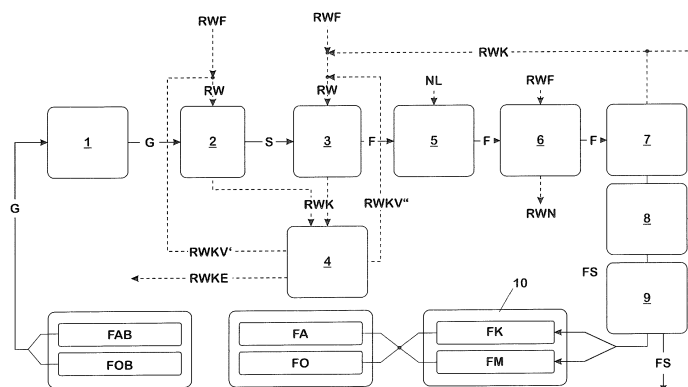 RWF
RWF
RWK
RW
RW
NL
RWF
1
G
2
S
3
F
5
F
6
F
7
G
RWK
RWKV"
RWN
8
RWKV'
4
RWKE
FS
9
10
FAB
FA
FK
FOB
FO
FM
FS